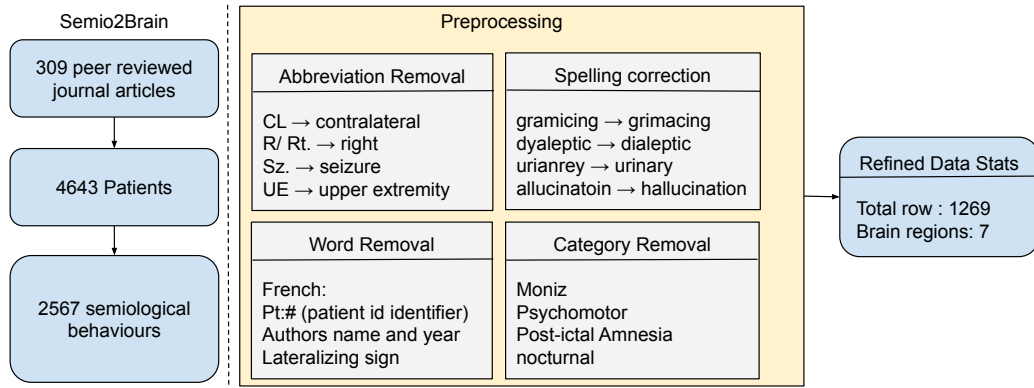 Semio2Brain
309 peer reviewed
journal articles
4643 Patients
2567 semiological
behaviours
Preprocessing
Abbreviation Removal
CL → contralateral
R/ Rt. → right
Sz. → seizure
UE → upper extremity
Spelling correction
gramicing → grimacing
dyaleptic → dialeptic
urianrey → urinary
allucinatoin → hallucination
Word Removal
French:
Pt:# (patient id identifier)
Authors name and year
Lateralizing sign
Category Removal
Moniz
Psychomotor
Post-ictal Amnesia
nocturnal
Refined Data Stats
Total row : 1269
Brain regions: 7